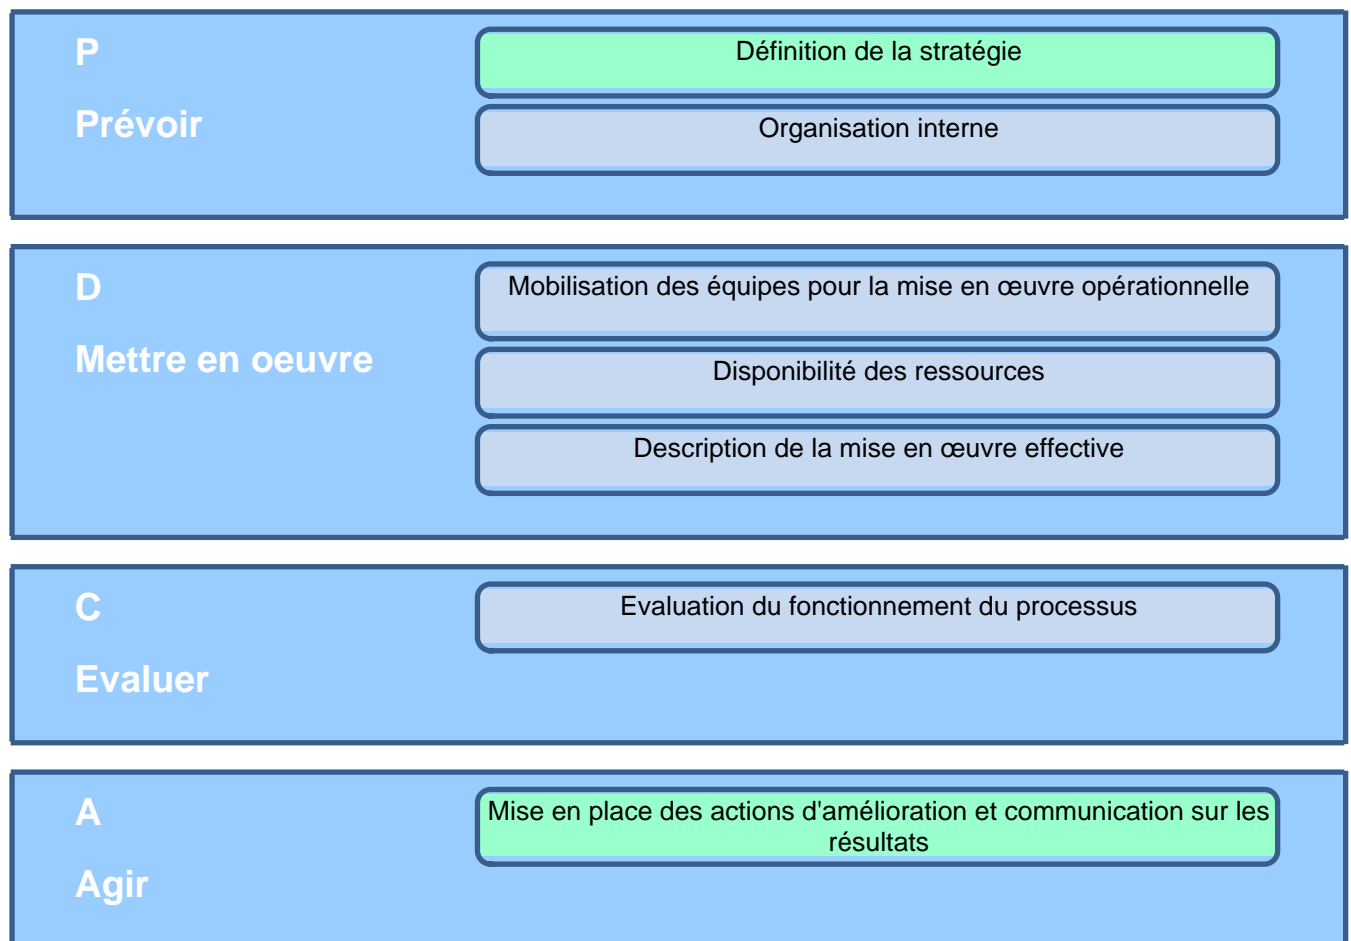 P
Définition de la stratégie
Prévoir
Organisation interne
D
Mobilisation des équipes pour la mise en œuvre opérationnelle
Mettre en oeuvre
Disponibilité des ressources
Description de la mise en œuvre effective
C
Evaluation du fonctionnement du processus
Evaluer
A
Mise en place des actions d'amélioration et communication sur les
résultats
Agir